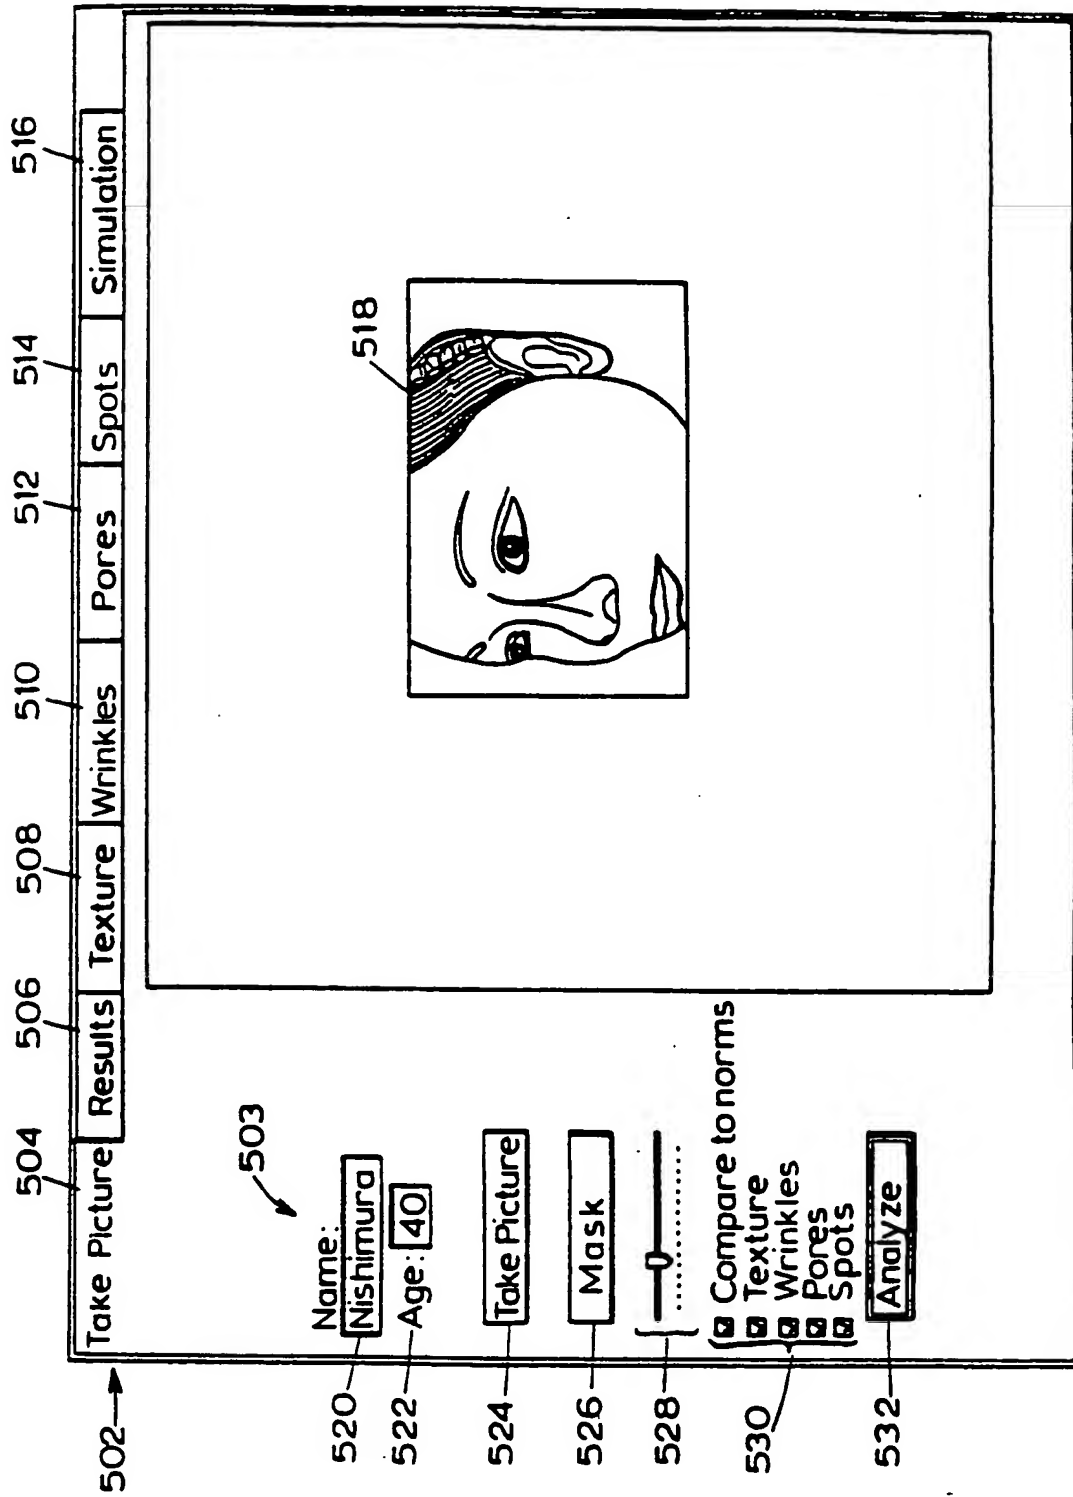 504 506 508 510 512 514 516
Take Picture Results Texture Wrinkles Pores Spots Simulation
502
503
518
Name:
520 Nishimura
522 Age: 40
524 Take Picture
526 Mask
528
530
Compare to norms
Texture
Wrinkles
Pores
Spots
532 Analyze